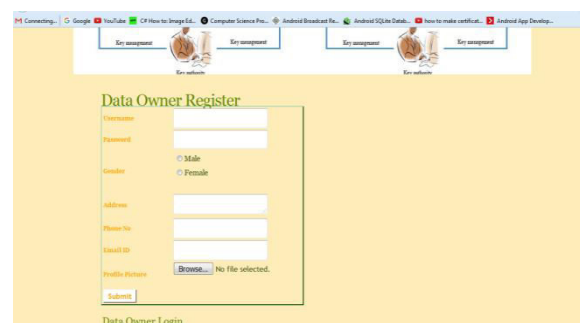 Connecting... Google YouTube C# How to: Image Ed... Computer Science Pro... Android Broadcast Re... Android SQLite Datab... how to make certificat... Android App Develop...
Key management Key management Key management Key management
Key authority Key authority
Data Owner Register
Username
Password
Male
Gender Female
Address
Phone No
Email ID
Profile Picture Browse... No file selected.
Submit
Data Owner Login